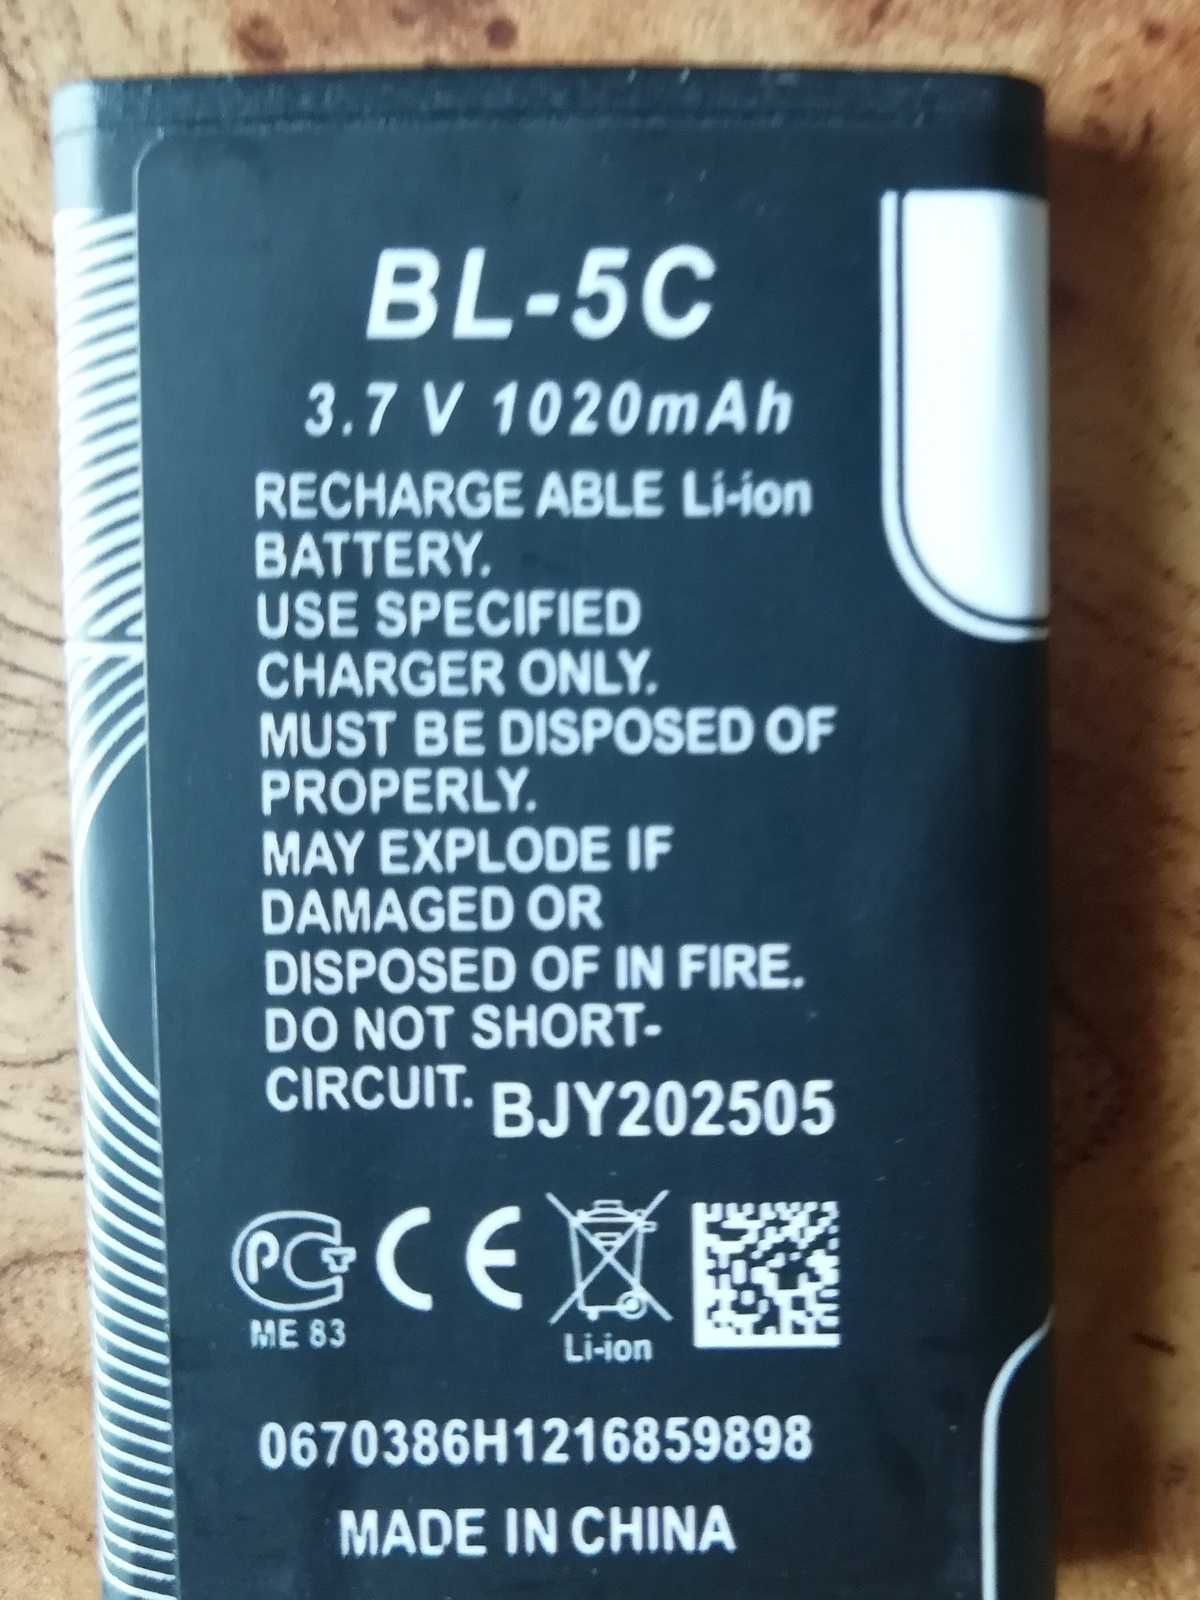 BL-5C
3.7 V 1020mAh
RECHARGE ABLE Li-ion
BATTERY.
USE SPECIFIED
CHARGER ONLY.
MUST BE DISPOSED OF
PROPERLY.
MAY EXPLODE IF
DAMAGED OR
DISPOSED OF IN FIRE.
DO NOT SHORT-
CIRCUIT.
BJY202505
PCT CE
ME 83
Li-ion
0670386H1216859898
MADE IN CHINA